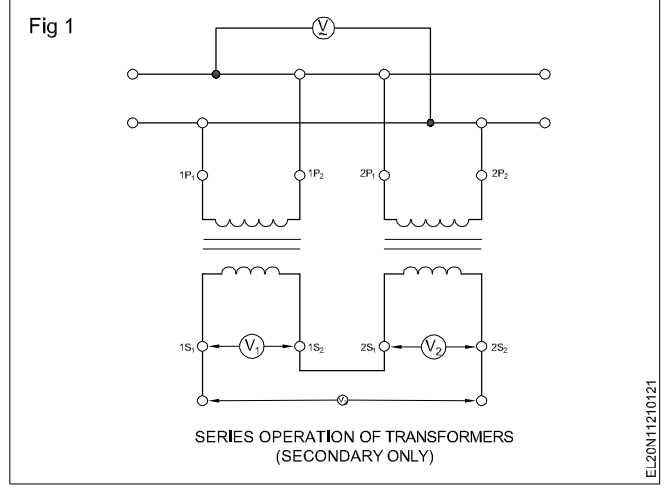 Fig 1
V
1P1 1P2 2P1 2P2
1S1 V1 1S2 2S1 V2 2S2
SERIES OPERATION OF TRANSFORMERS
(SECONDARY ONLY)
EL20N11210121